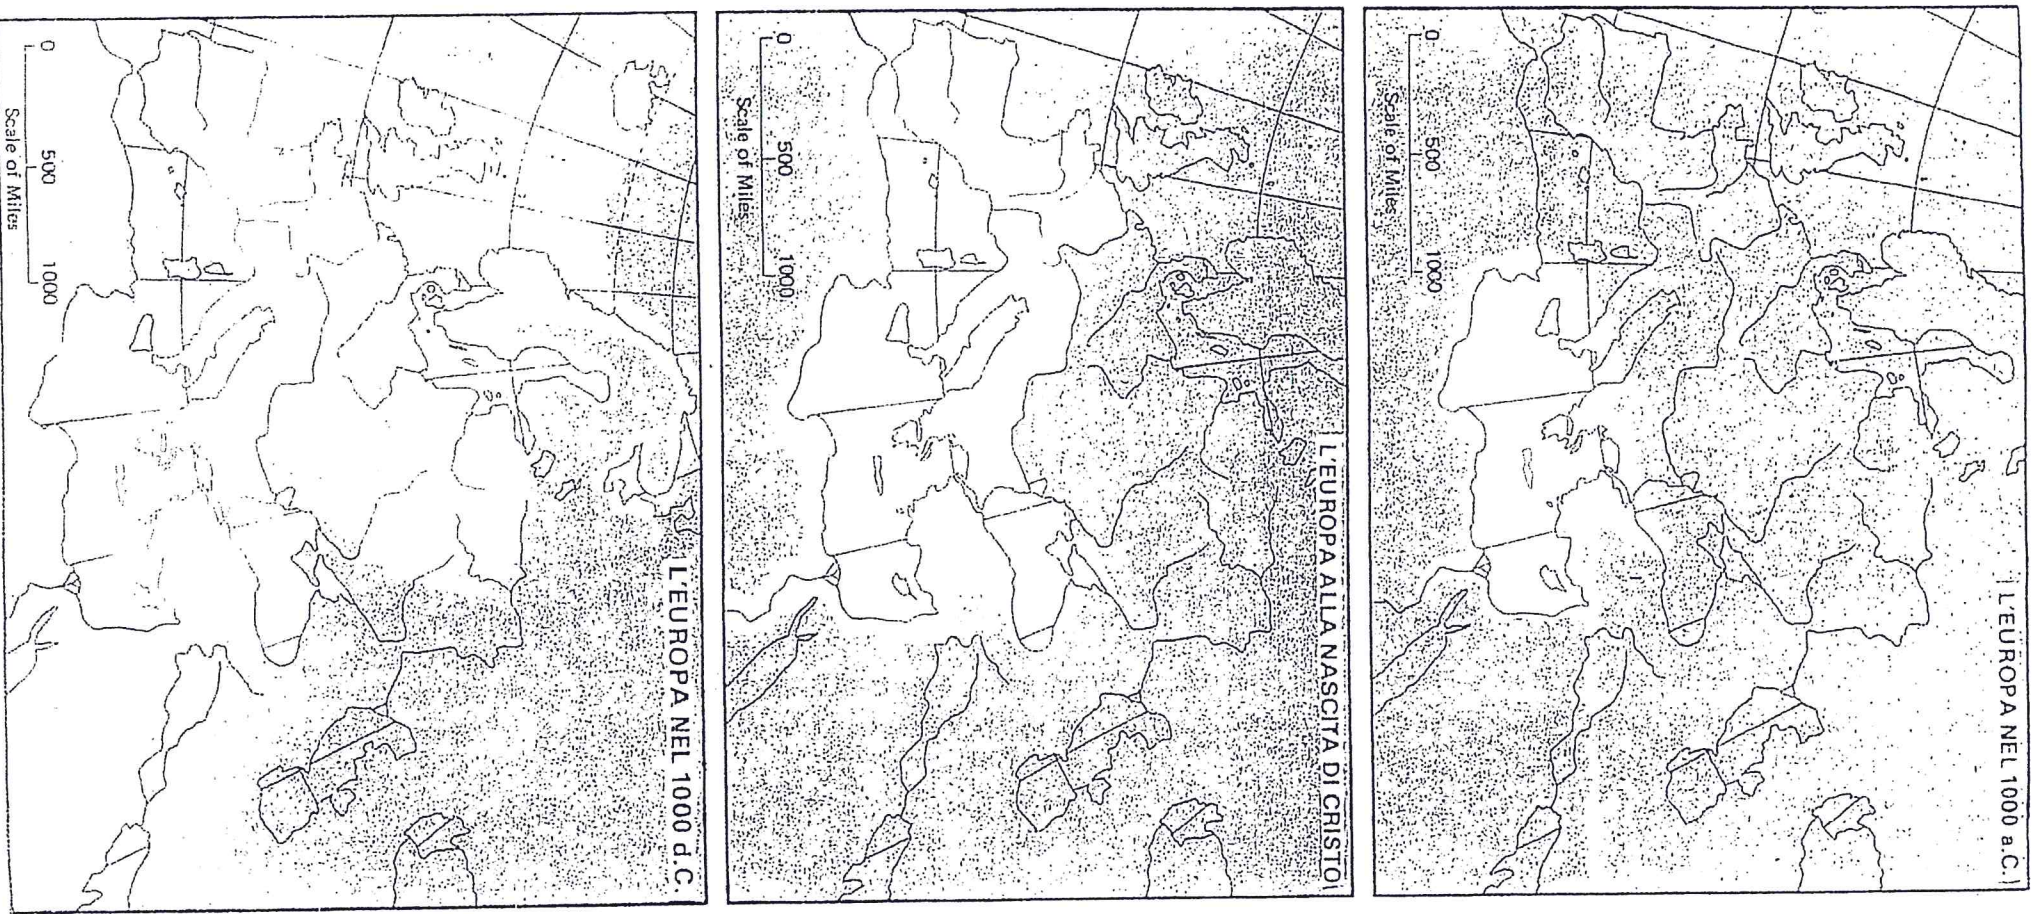 L'EUROPA NEL 1000 a.C.
0 500 1000
Scale of Miles
L'EUROPA ALLA NASCITA DI CRISTO
0 500 1000
Scale of Miles
L'EUROPA NEL 1000 d.C.
0 500 1000
Scale of Miles